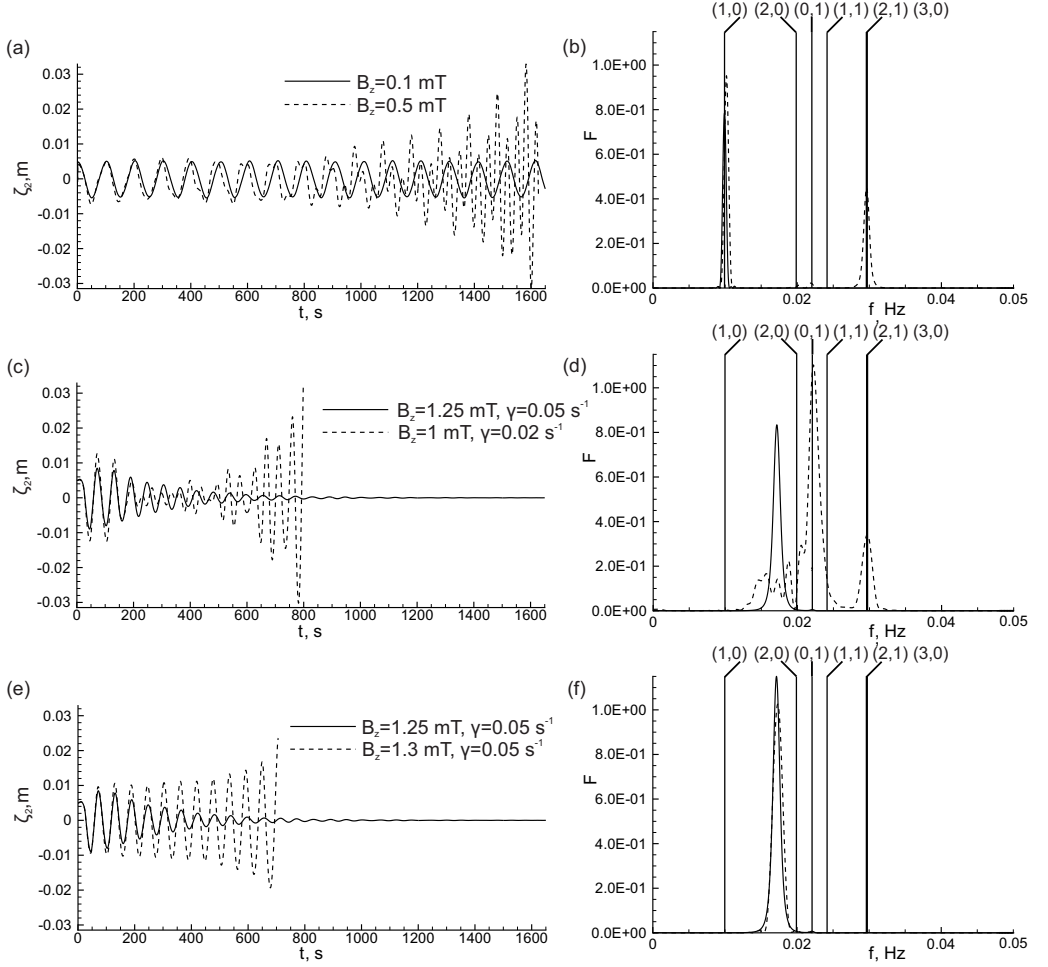 (a)
0.03
0.02
0.01
0
-0.01
-0.02
-0.03
ζ₂,m
B_z=0.1 mT
B_z=0.5 mT
0 200 400 600 800 1000 1200 1400 1600
t, s
(b)
(1,0) (2,0) (0,1) (1,1) (2,1) (3,0)
1.0E+00
8.0E-01
6.0E-01
4.0E-01
2.0E-01
0.0E+00
F
0 0.02 0.04 0.05
f, Hz
(c)
0.03
0.02
0.01
0
-0.01
-0.02
-0.03
ζ₂,m
B_z=1.25 mT, γ=0.05 s⁻¹
B_z=1 mT, γ=0.02 s⁻¹
0 200 400 600 800 1000 1200 1400 1600
t, s
(d)
(1,0) (2,0) (0,1) (1,1) (2,1) (3,0)
1.0E+00
8.0E-01
6.0E-01
4.0E-01
2.0E-01
0.0E+00
F
0 0.02 0.04 0.05
f, Hz
(e)
0.03
0.02
0.01
0
-0.01
-0.02
-0.03
ζ₂,m
B_z=1.25 mT, γ=0.05 s⁻¹
B_z=1.3 mT, γ=0.05 s⁻¹
0 200 400 600 800 1000 1200 1400 1600
t, s
(f)
(1,0) (2,0) (0,1) (1,1) (2,1) (3,0)
1.0E+00
8.0E-01
6.0E-01
4.0E-01
2.0E-01
0.0E+00
F
0 0.02 0.04 0.05
f, Hz